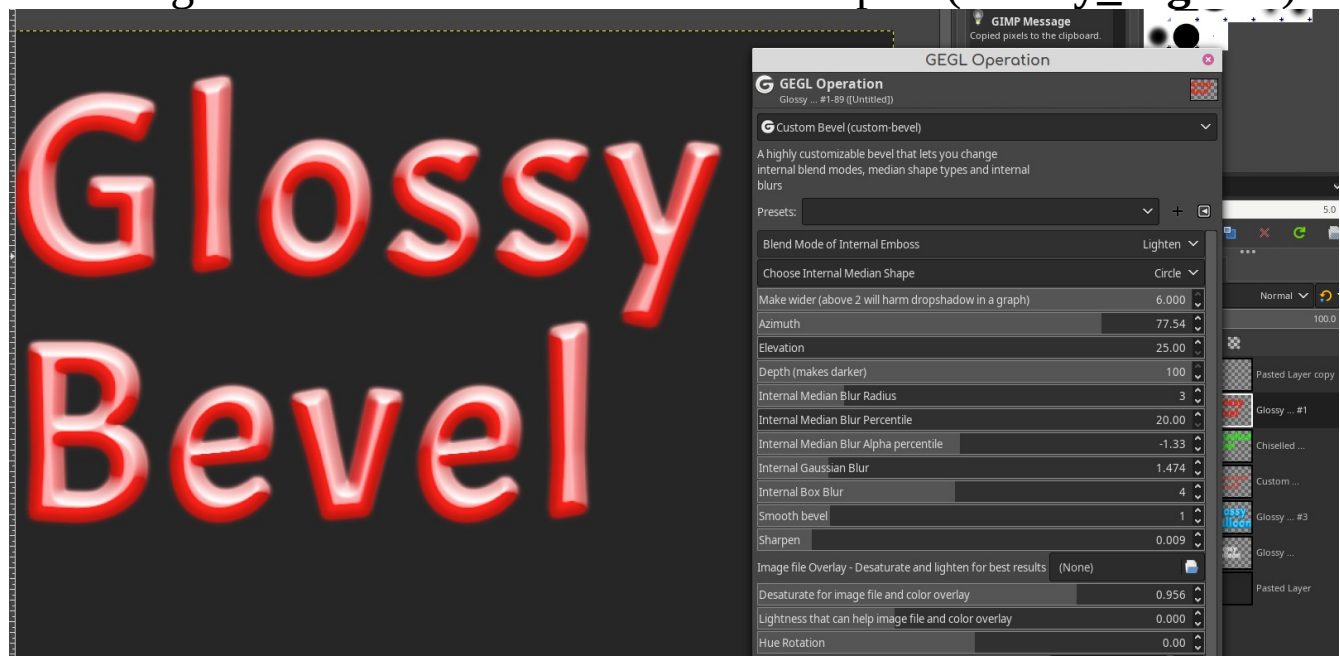 Glossy
Bevel
GIMP Message
Copied pixels to the clipboard.
GEGL Operation
GEGL Operation
Glossy ... #1-89 ([Untitled])
Custom Bevel (custom-bevel)
A highly customizable bevel that lets you change
internal blend modes, median shape types and internal
blurs
Presets:
Blend Mode of Internal Emboss Lighten
Choose Internal Median Shape Circle
Make wider (above 2 will harm dropshadow in a graph) 6.000
Azimuth 77.54
Elevation 25.00
Depth (makes darker) 100
Internal Median Blur Radius 3
Internal Median Blur Percentile 20.00
Internal Median Blur Alpha percentile -1.33
Internal Gaussian Blur 1.474
Internal Box Blur 4
Smooth bevel 1
Sharpen 0.009
Image file Overlay - Desaturate and lighten for best results (None)
Desaturate for image file and color overlay 0.956
Lightness that can help image file and color overlay 0.000
Hue Rotation 0.00
5.0
Normal
100.0
Pasted Layer copy
Glossy ... #1
Chiselled ...
Custom ...
Glossy ... #3
Glossy ...
Pasted Layer